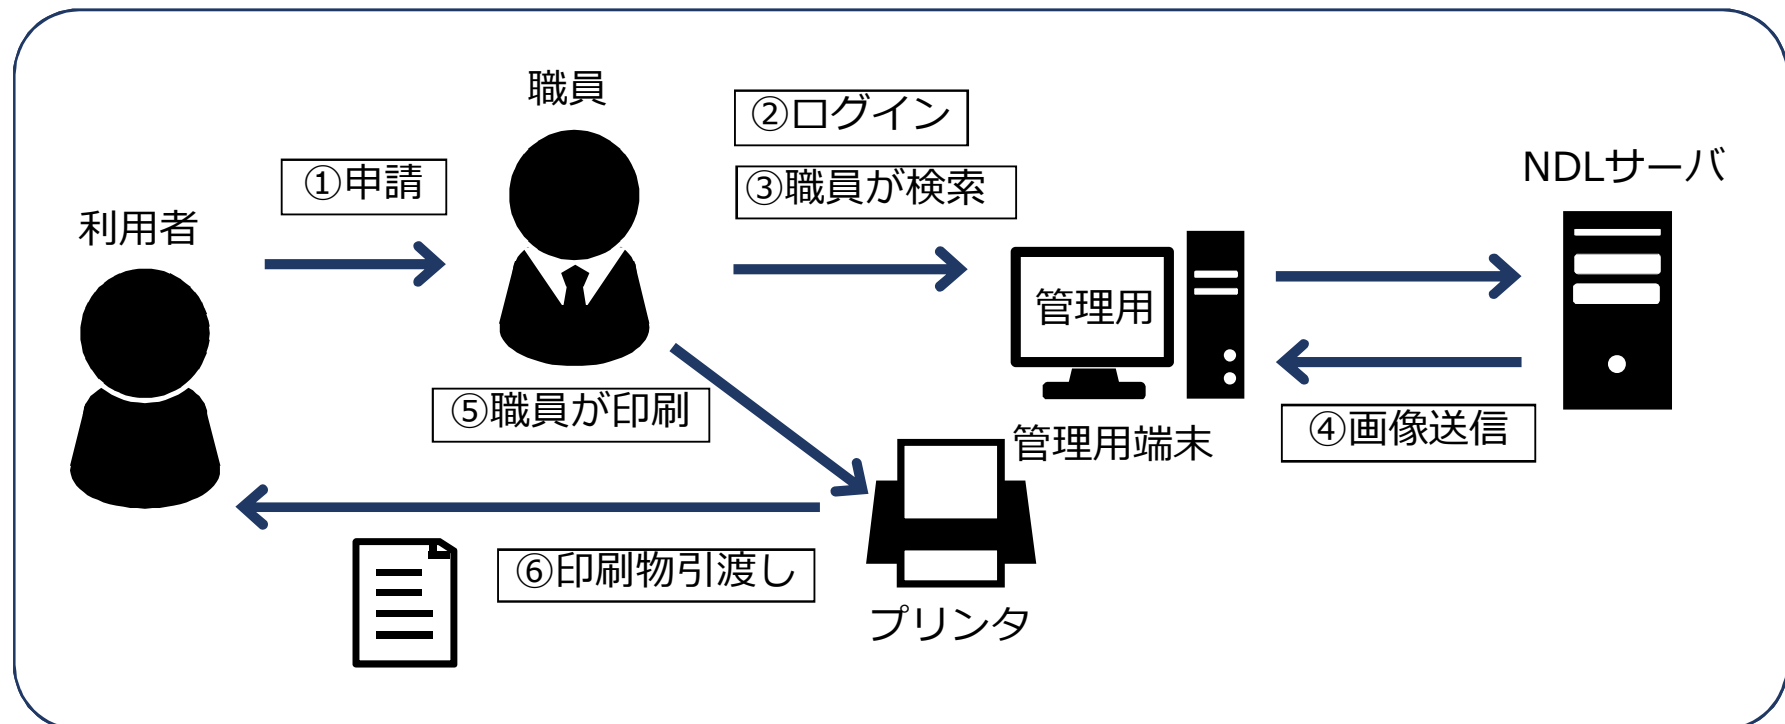 職員
②ログイン
①申請
③職員が検索
NDLサーバ
利用者
管理用
⑤職員が印刷
管理用端末
④画像送信
⑥印刷物引渡し
プリンタ